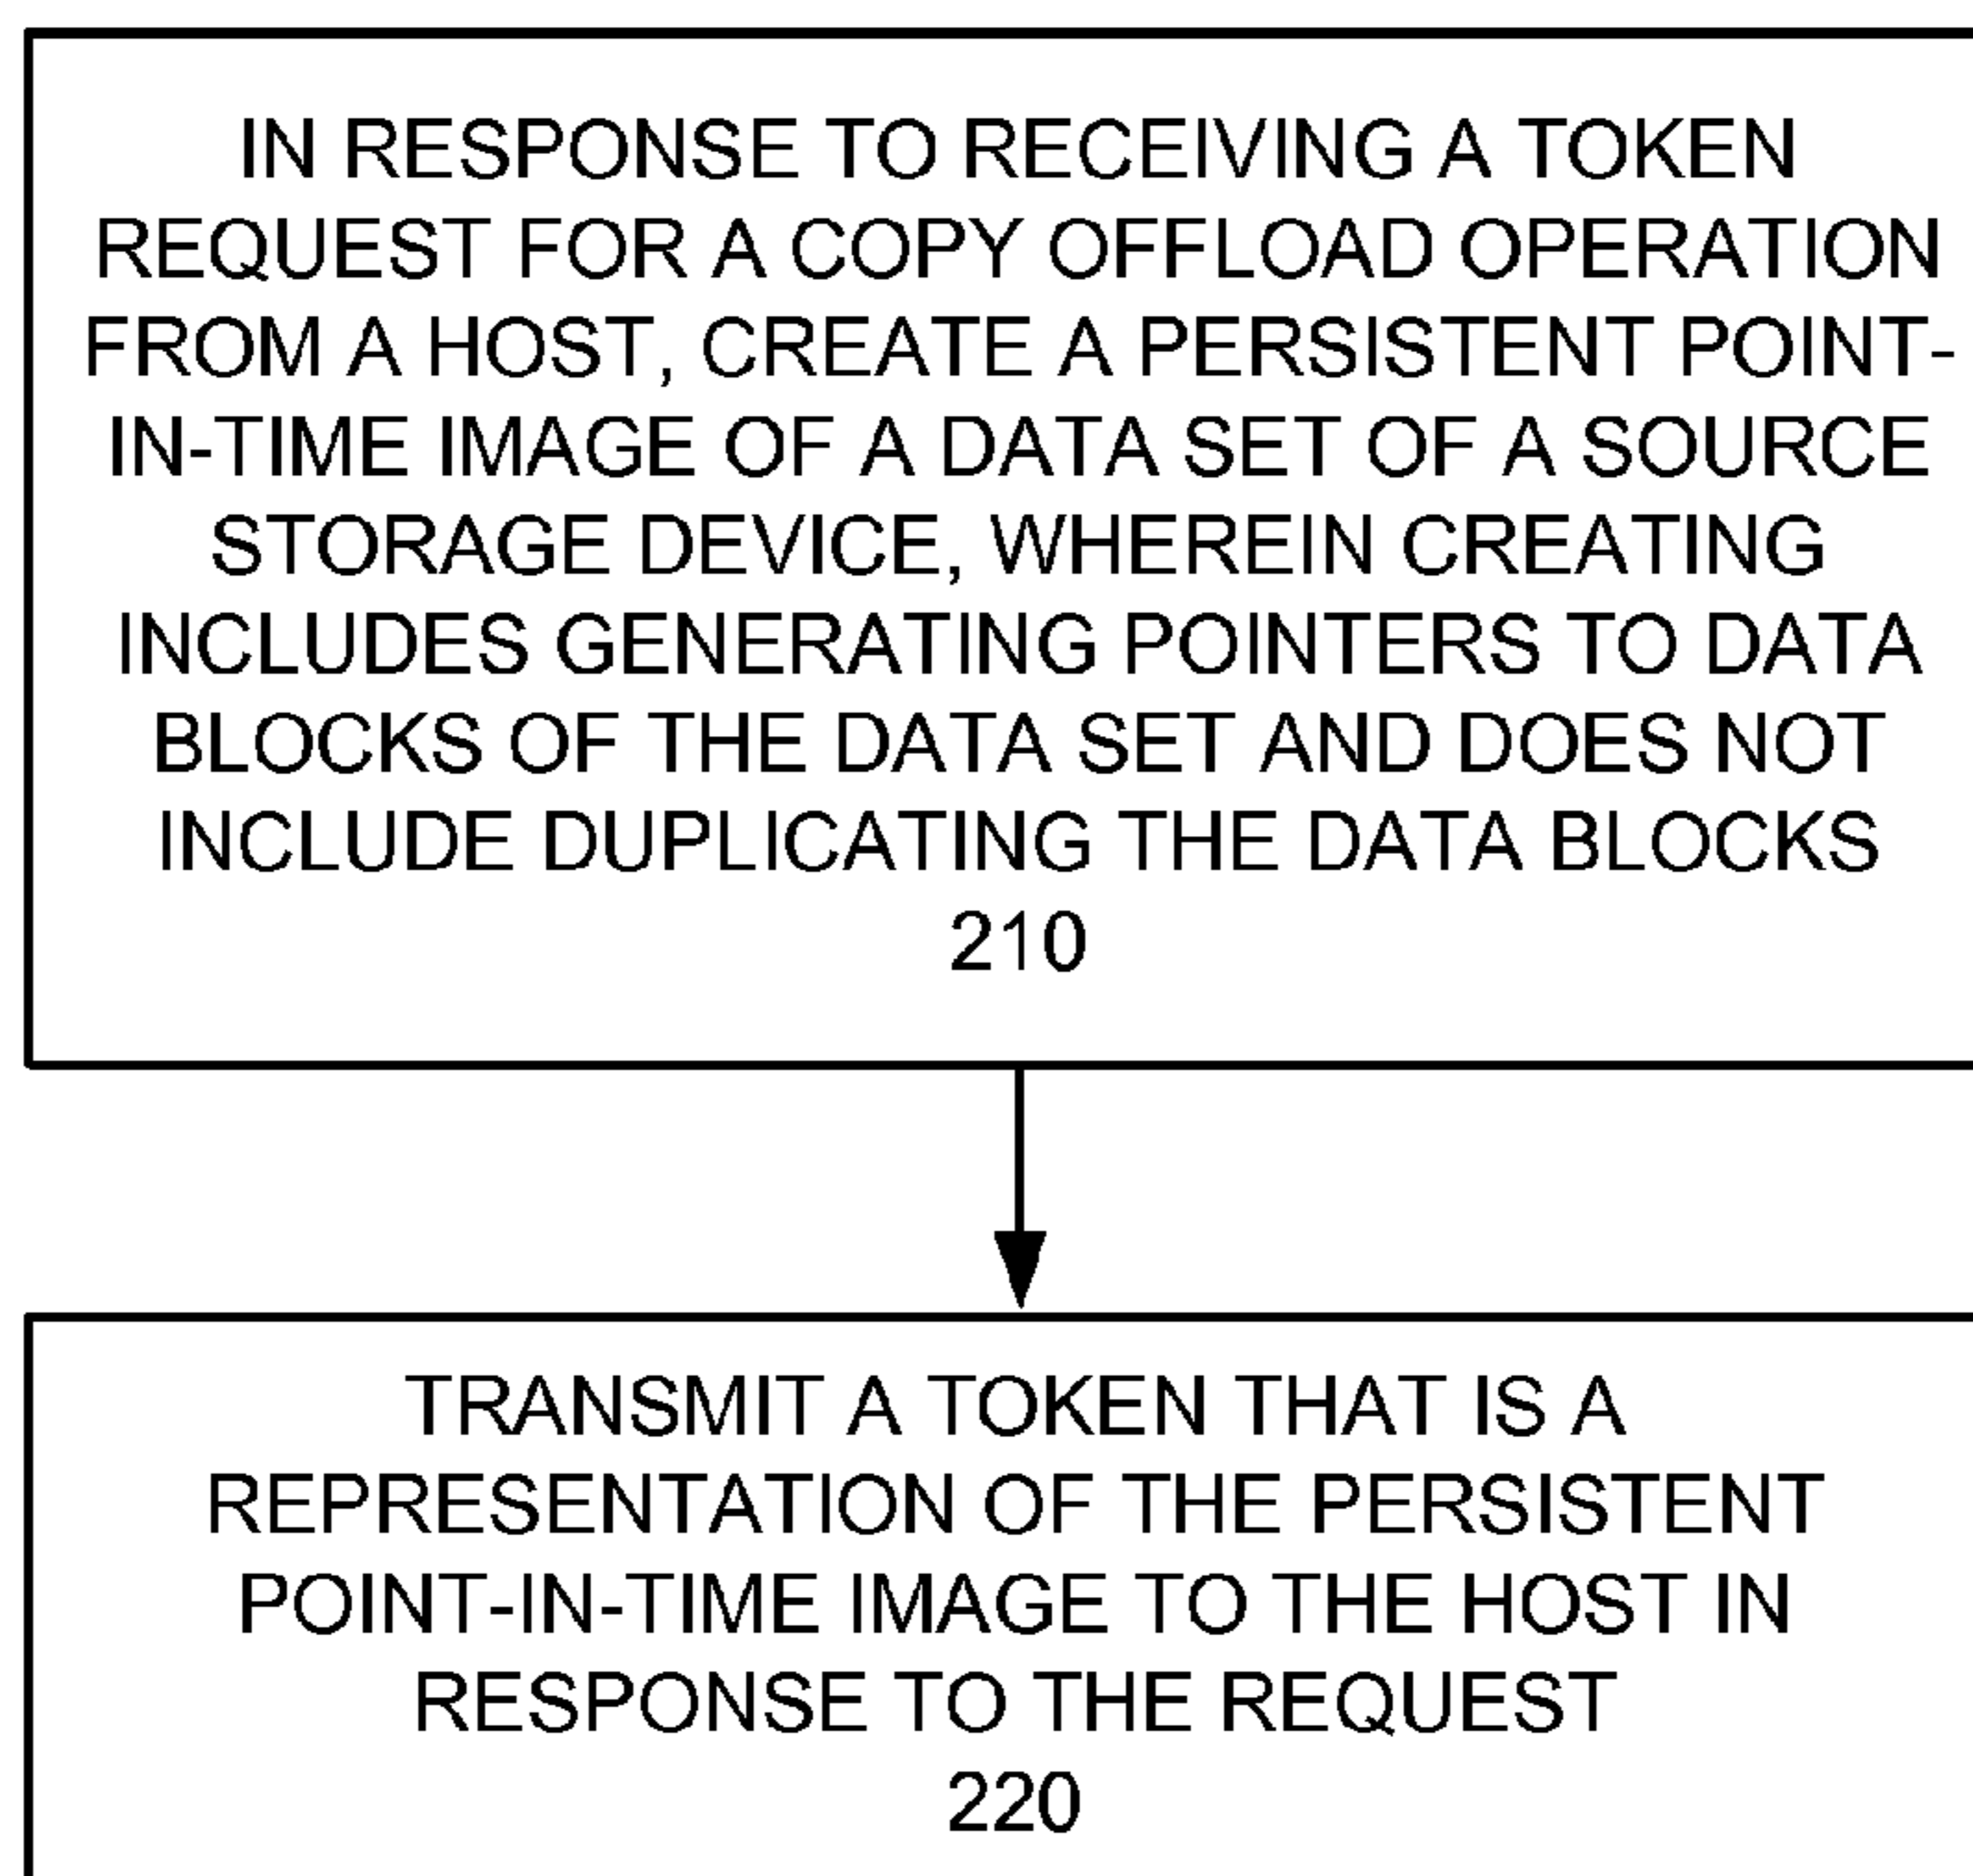 IN RESPONSE TO RECEIVING A TOKEN
REQUEST FOR A COPY OFFLOAD OPERATION
FROM A HOST, CREATE A PERSISTENT POINT-
IN-TIME IMAGE OF A DATA SET OF A SOURCE
STORAGE DEVICE, WHEREIN CREATING
INCLUDES GENERATING POINTERS TO DATA
BLOCKS OF THE DATA SET AND DOES NOT
INCLUDE DUPLICATING THE DATA BLOCKS
210
TRANSMIT A TOKEN THAT IS A
REPRESENTATION OF THE PERSISTENT
POINT-IN-TIME IMAGE TO THE HOST IN
RESPONSE TO THE REQUEST
220